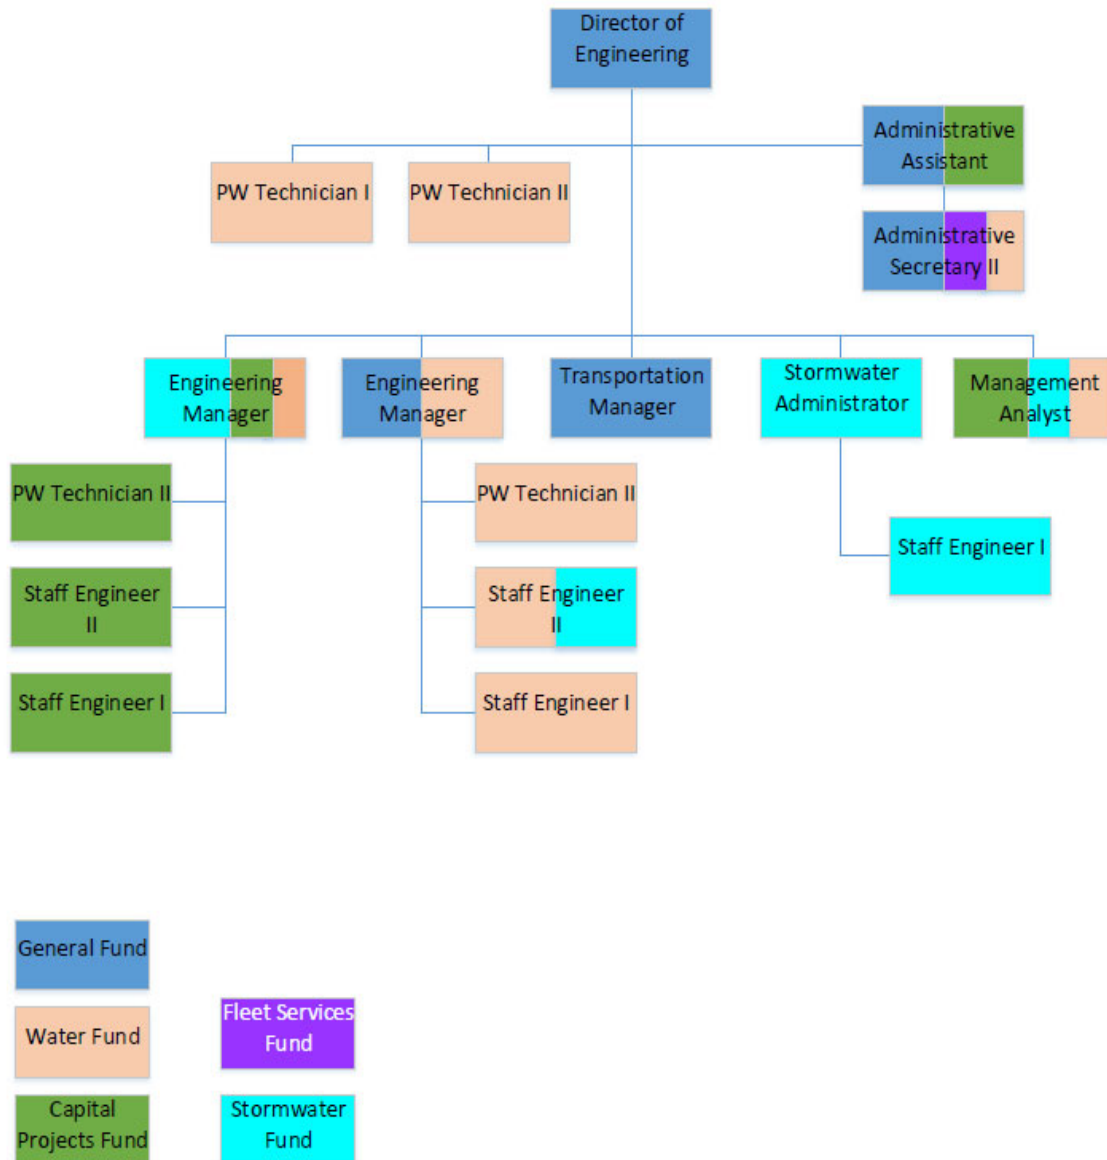 Director of
Engineering
Administrative
Assistant
PW Technician I
PW Technician II
Administrative
Secretary II
Engineering
Manager
Engineering
Manager
Transportation
Manager
Stormwater
Administrator
Management
Analyst
PW Technician II
PW Technician II
Staff Engineer I
Staff Engineer
II
Staff Engineer
II
Staff Engineer I
Staff Engineer I
General Fund
Water Fund
Fleet Services
Fund
Capital
Projects Fund
Stormwater
Fund